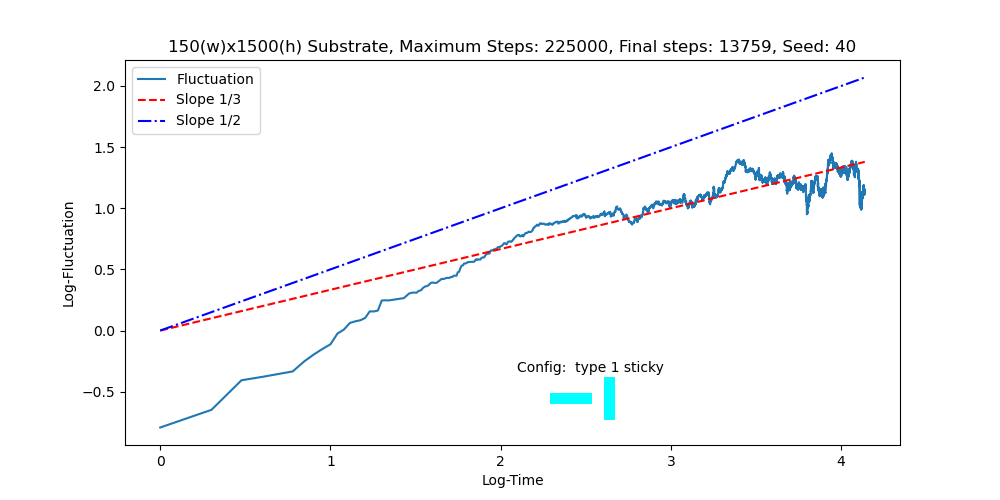 150(w)x1500(h) Substrate, Maximum Steps: 225000, Final steps: 13759, Seed: 40
Fluctuation
Slope 1/3
Slope 1/2
2.0
1.5
1.0
0.5
0.0
−0.5
Log-Fluctuation
Config:  type 1 sticky
0
1
2
3
4
Log-Time